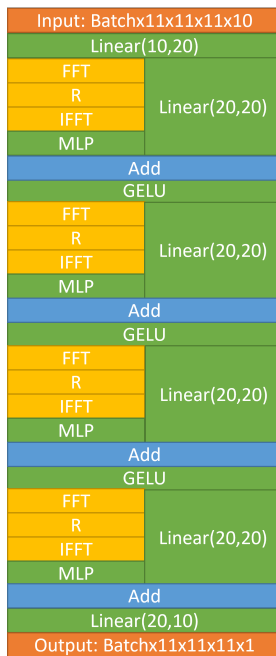 Input: Batchx11x11x11x10
Linear(10,20)
FFT
R
IFFT
MLP
Linear(20,20)
Add
GELU
FFT
R
IFFT
MLP
Linear(20,20)
Add
GELU
FFT
R
IFFT
MLP
Linear(20,20)
Add
GELU
FFT
R
IFFT
MLP
Linear(20,20)
Add
Linear(20,10)
Output: Batchx11x11x11x1